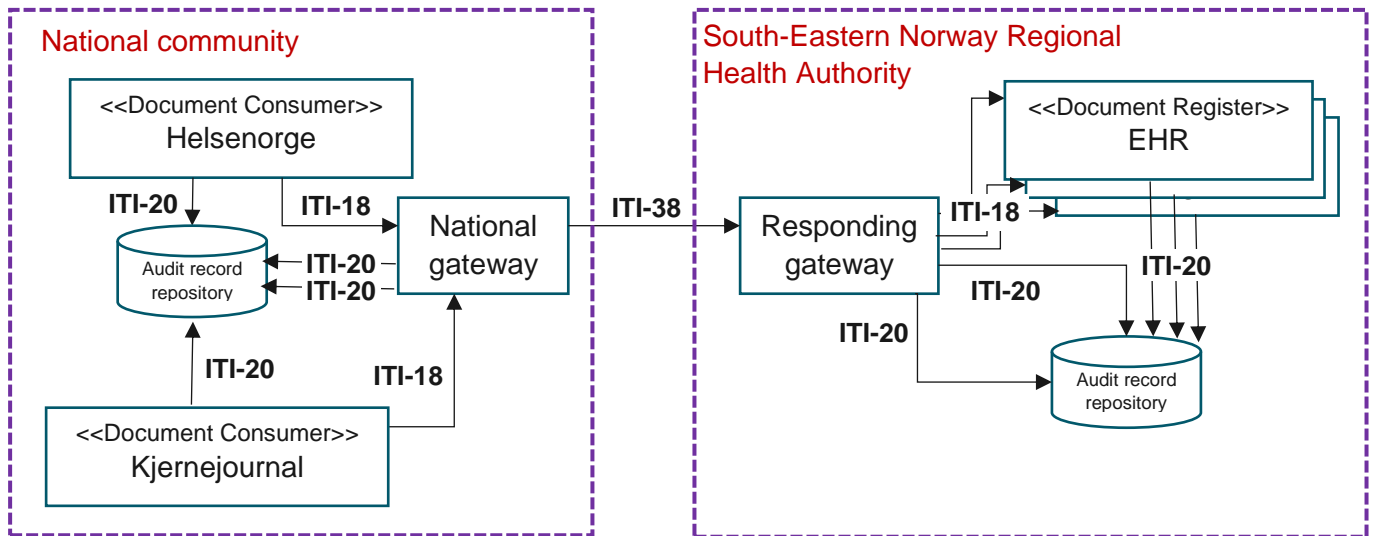 National community
<<Document Consumer>>
Helsenorge
ITI-20
ITI-18
Audit record
repository
ITI-20
ITI-20
National
gateway
ITI-20
ITI-18
<<Document Consumer>>
Kjernejournal
ITI-38
South-Eastern Norway Regional
Health Authority
<<Document Register>>
EHR
ITI-18
Responding
gateway
ITI-20
ITI-20
ITI-20
Audit record
repository